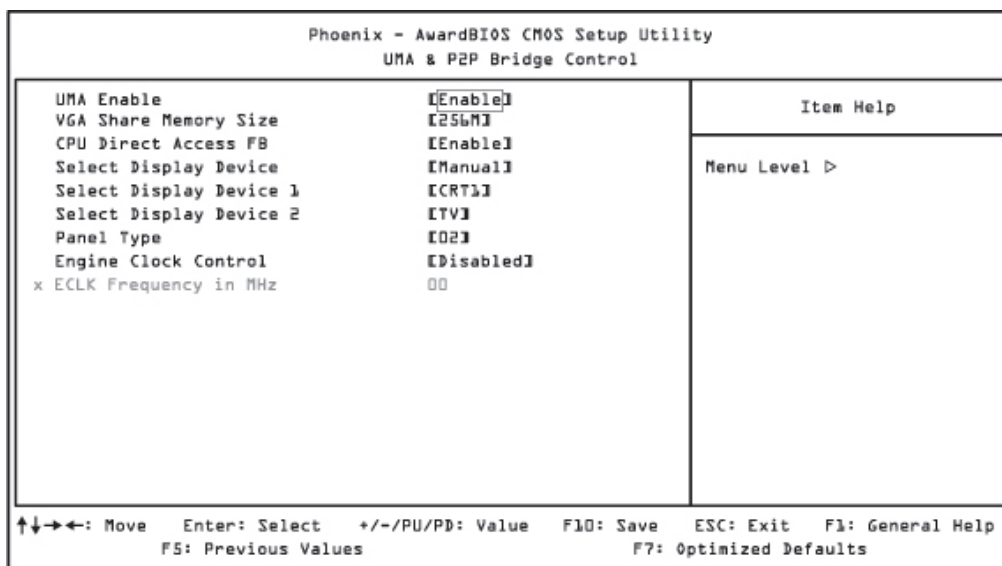 Phoenix - AwardBIOS CMOS Setup Utility
UMA & P2P Bridge Control
UMA Enable [Enable]
VGA Share Memory Size [256M]
CPU Direct Access FB [Enable]
Select Display Device [Manual]
Select Display Device 1 [CRT1]
Select Display Device 2 [TV]
Panel Type [02]
Engine Clock Control [Disabled]
x ECLK Frequency in MHz 00
Item Help
Menu Level ▷
↑↓→←: Move Enter: Select +/-/PU/PD: Value F10: Save ESC: Exit F1: General Help
F5: Previous Values F7: Optimized Defaults